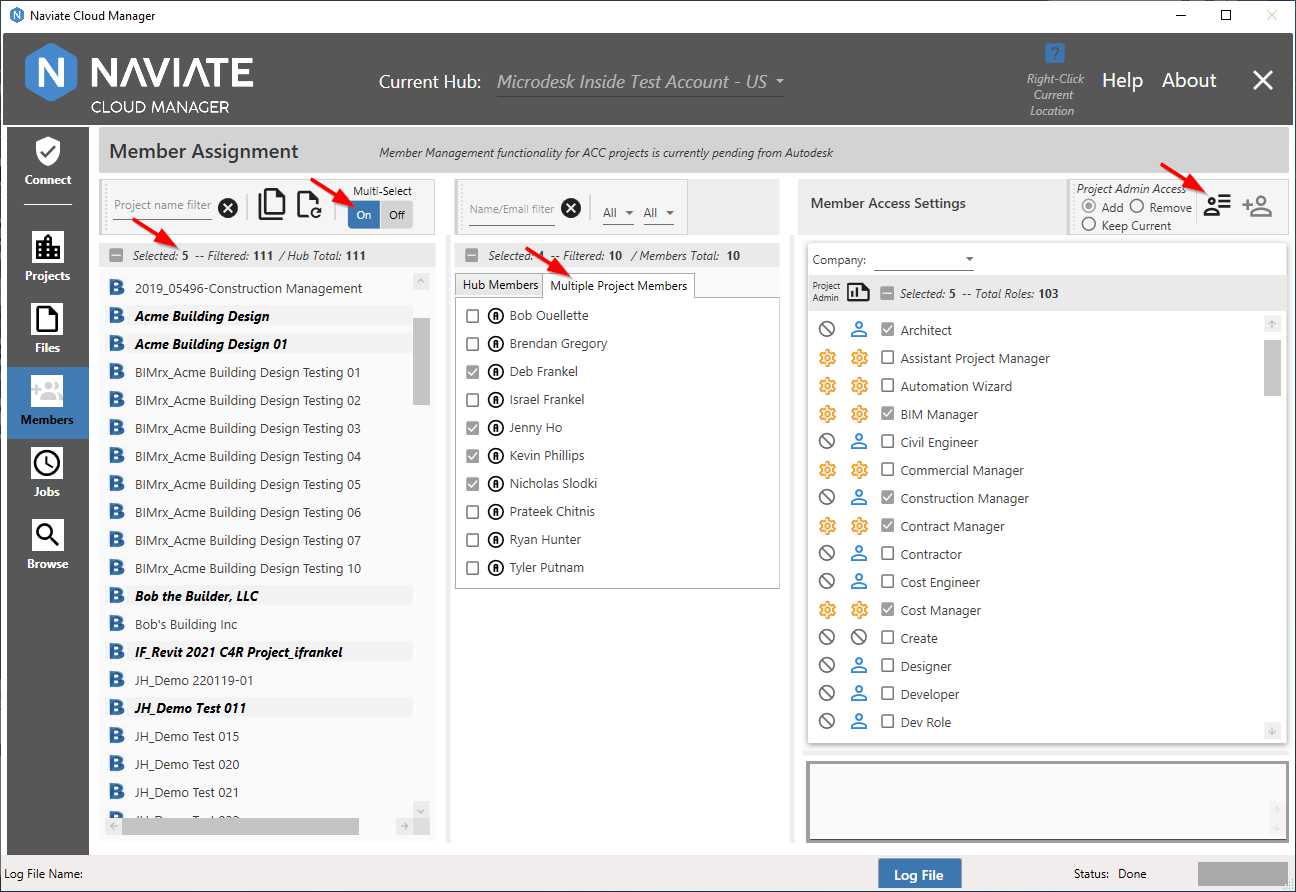 Naviate Cloud Manager
N NAVIATE
CLOUD MANAGER
Current Hub: Microdesk Inside Test Account - US
?
Right-Click
Current
Location
Help About
Connect
Projects
Files
Members
Jobs
Browse
Member Assignment
Member Management functionality for ACC projects is currently pending from Autodesk
Project name filter
Multi-Select
On Off
Selected: 5 -- Filtered: 111 / Hub Total: 111
B 2019_05496-Construction Management
B Acme Building Design
B Acme Building Design 01
B BIMrx_Acme Building Design Testing 01
B BIMrx_Acme Building Design Testing 02
B BIMrx_Acme Building Design Testing 03
B BIMrx_Acme Building Design Testing 04
B BIMrx_Acme Building Design Testing 05
B BIMrx_Acme Building Design Testing 06
B BIMrx_Acme Building Design Testing 07
B BIMrx_Acme Building Design Testing 10
B Bob the Builder, LLC
B Bob's Building Inc
B IF_Revit 2021 C4R Project_ifrankel
B JH_Demo 220119-01
B JH_Demo Test 011
B JH_Demo Test 015
B JH_Demo Test 020
B JH_Demo Test 021
Name/Email filter
All All
Selected: 4 -- Filtered: 10 / Members Total: 10
Hub Members Multiple Project Members
Bob Ouellette
Brendan Gregory
Deb Frankel
Israel Frankel
Jenny Ho
Kevin Phillips
Nicholas Slodki
Prateek Chitnis
Ryan Hunter
Tyler Putnam
Member Access Settings
Project Admin Access
Add Remove
Keep Current
Company:
Project
Admin
Selected: 5 -- Total Roles: 103
Architect
Assistant Project Manager
Automation Wizard
BIM Manager
Civil Engineer
Commercial Manager
Construction Manager
Contract Manager
Contractor
Cost Engineer
Cost Manager
Create
Designer
Developer
Dev Role
Log File Name:
Log File
Status: Done